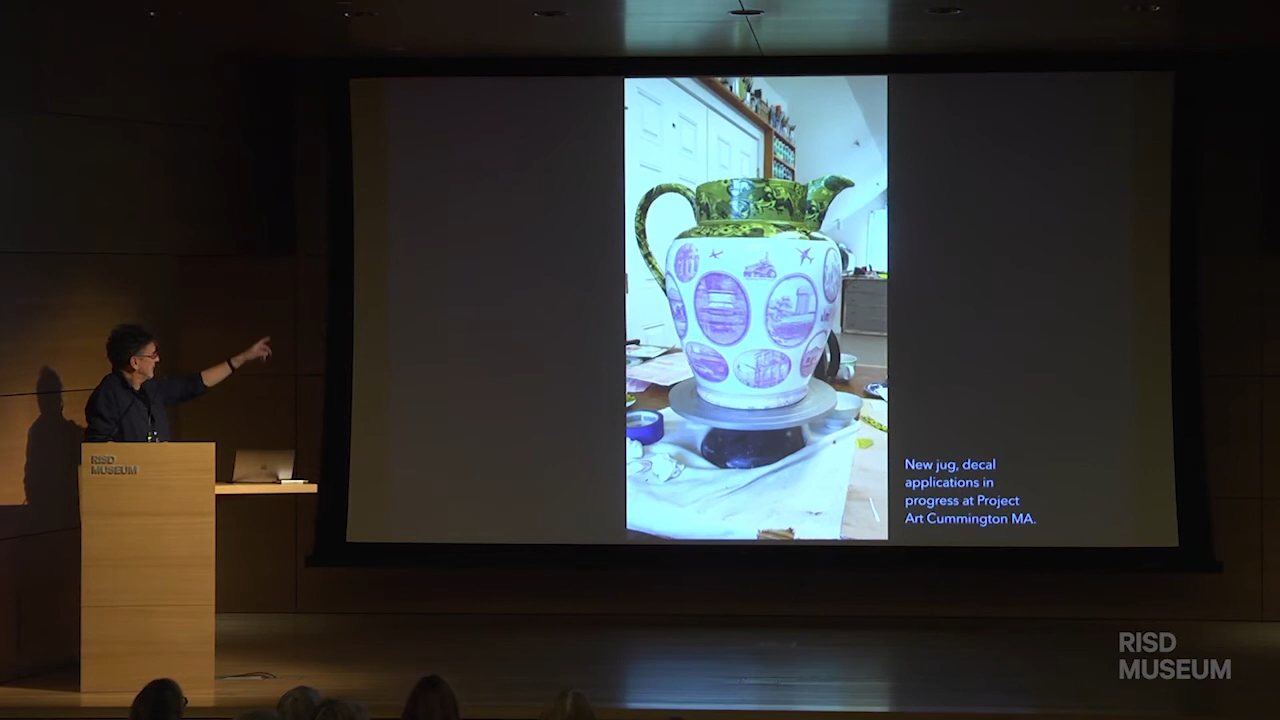 RISD
MUSEUM
New jug, decal
applications in
progress at Project
Art Cummington MA.
RISD
MUSEUM